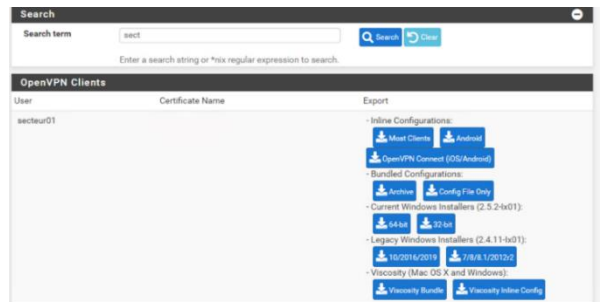 Search
Search term sect Search Clear
Enter a search string or *nix regular expression to search.
OpenVPN Clients
User Certificate Name Export
secteur01 - Inline Configurations:
Most Clients Android
OpenVPN Connect (iOS/Android)
- Bundled Configurations:
Archive Config File Only
- Current Windows Installers (2.5.2-Ix01):
64-bit 32-bit
- Legacy Windows Installers (2.4.11-Ix01):
10/2016/2019 7/8/8.1/2012r2
- Viscosity (Mac OS X and Windows):
Viscosity Bundle Viscosity Inline Config